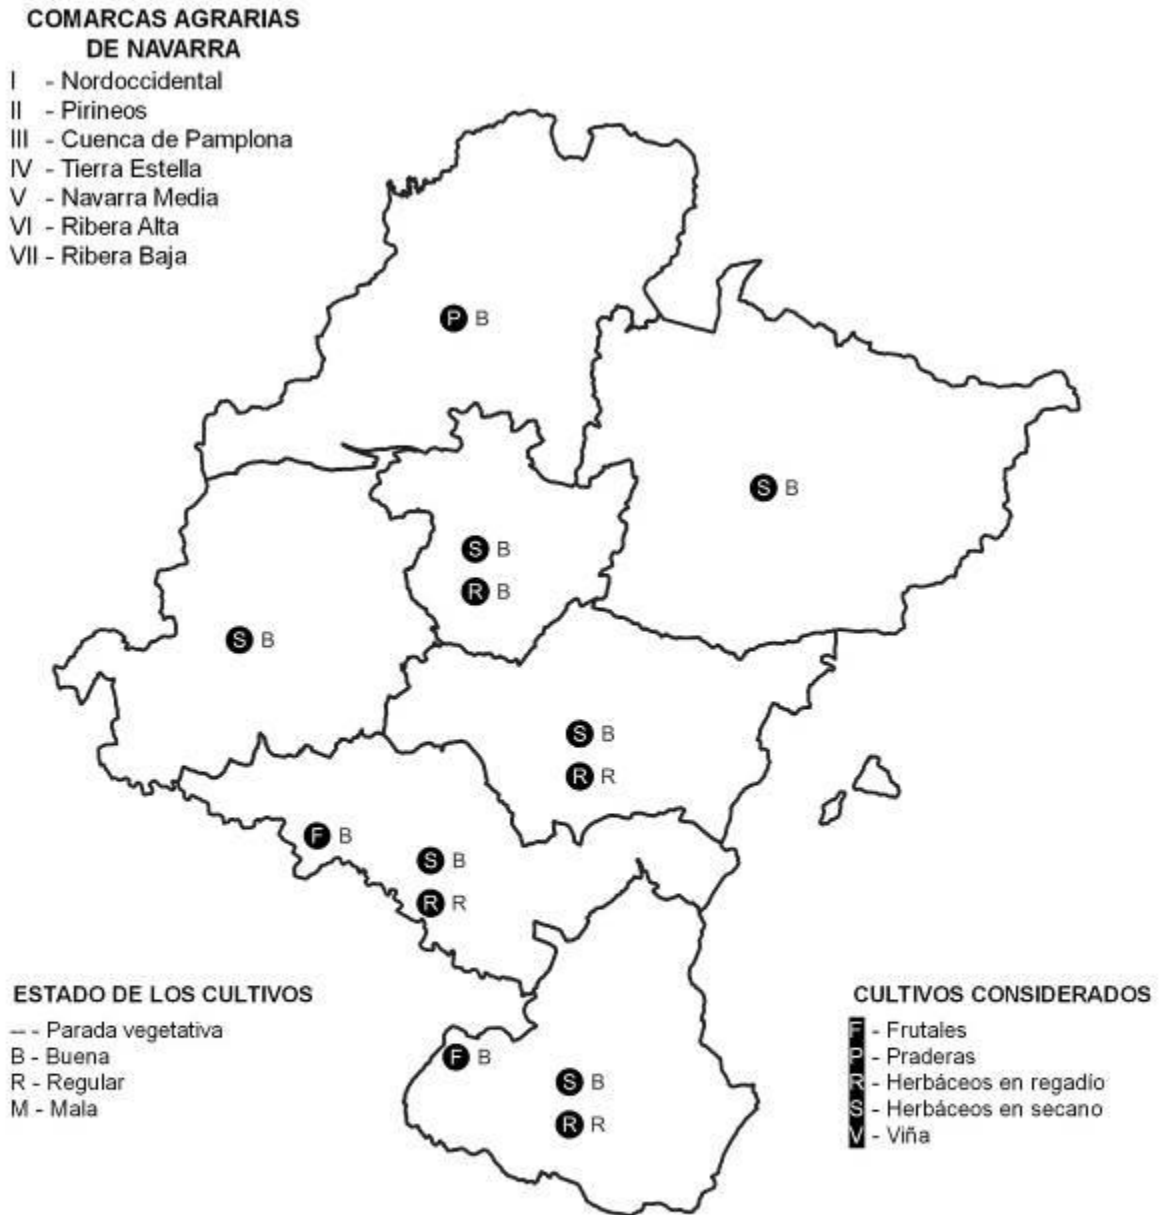 COMARCAS AGRARIAS
DE NAVARRA
I - Nordoccidental
II - Pirineos
III - Cuenca de Pamplona
IV - Tierra Estella
V - Navarra Media
VI - Ribera Alta
VII - Ribera Baja
P B
S B
S B
R B
S B
S B
R R
F B
S B
R R
F B
S B
R R
ESTADO DE LOS CULTIVOS
-- - Parada vegetativa
B - Buena
R - Regular
M - Mala
CULTIVOS CONSIDERADOS
F - Frutales
P - Praderas
R - Herbáceos en regadío
S - Herbáceos en secano
V - Viña